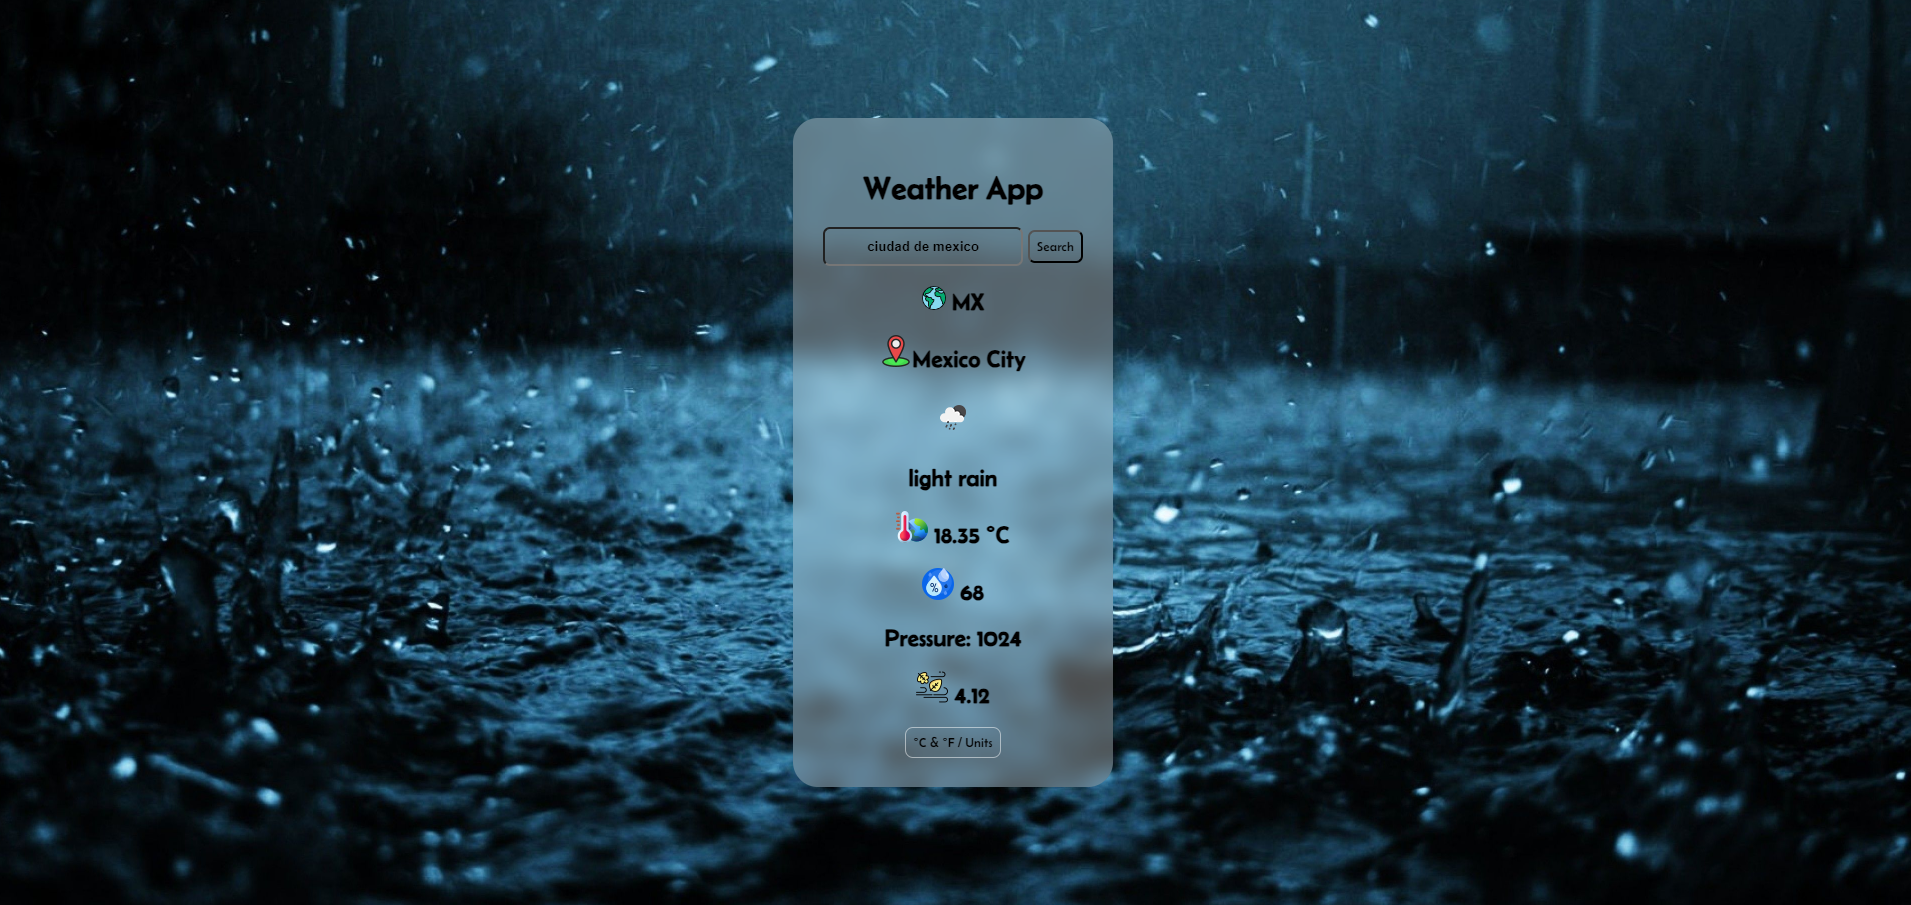 Weather App
ciudad de mexico Search
MX
Mexico City
light rain
18.35 °C
%
68
Pressure: 1024
4.12
°C & °F / Units